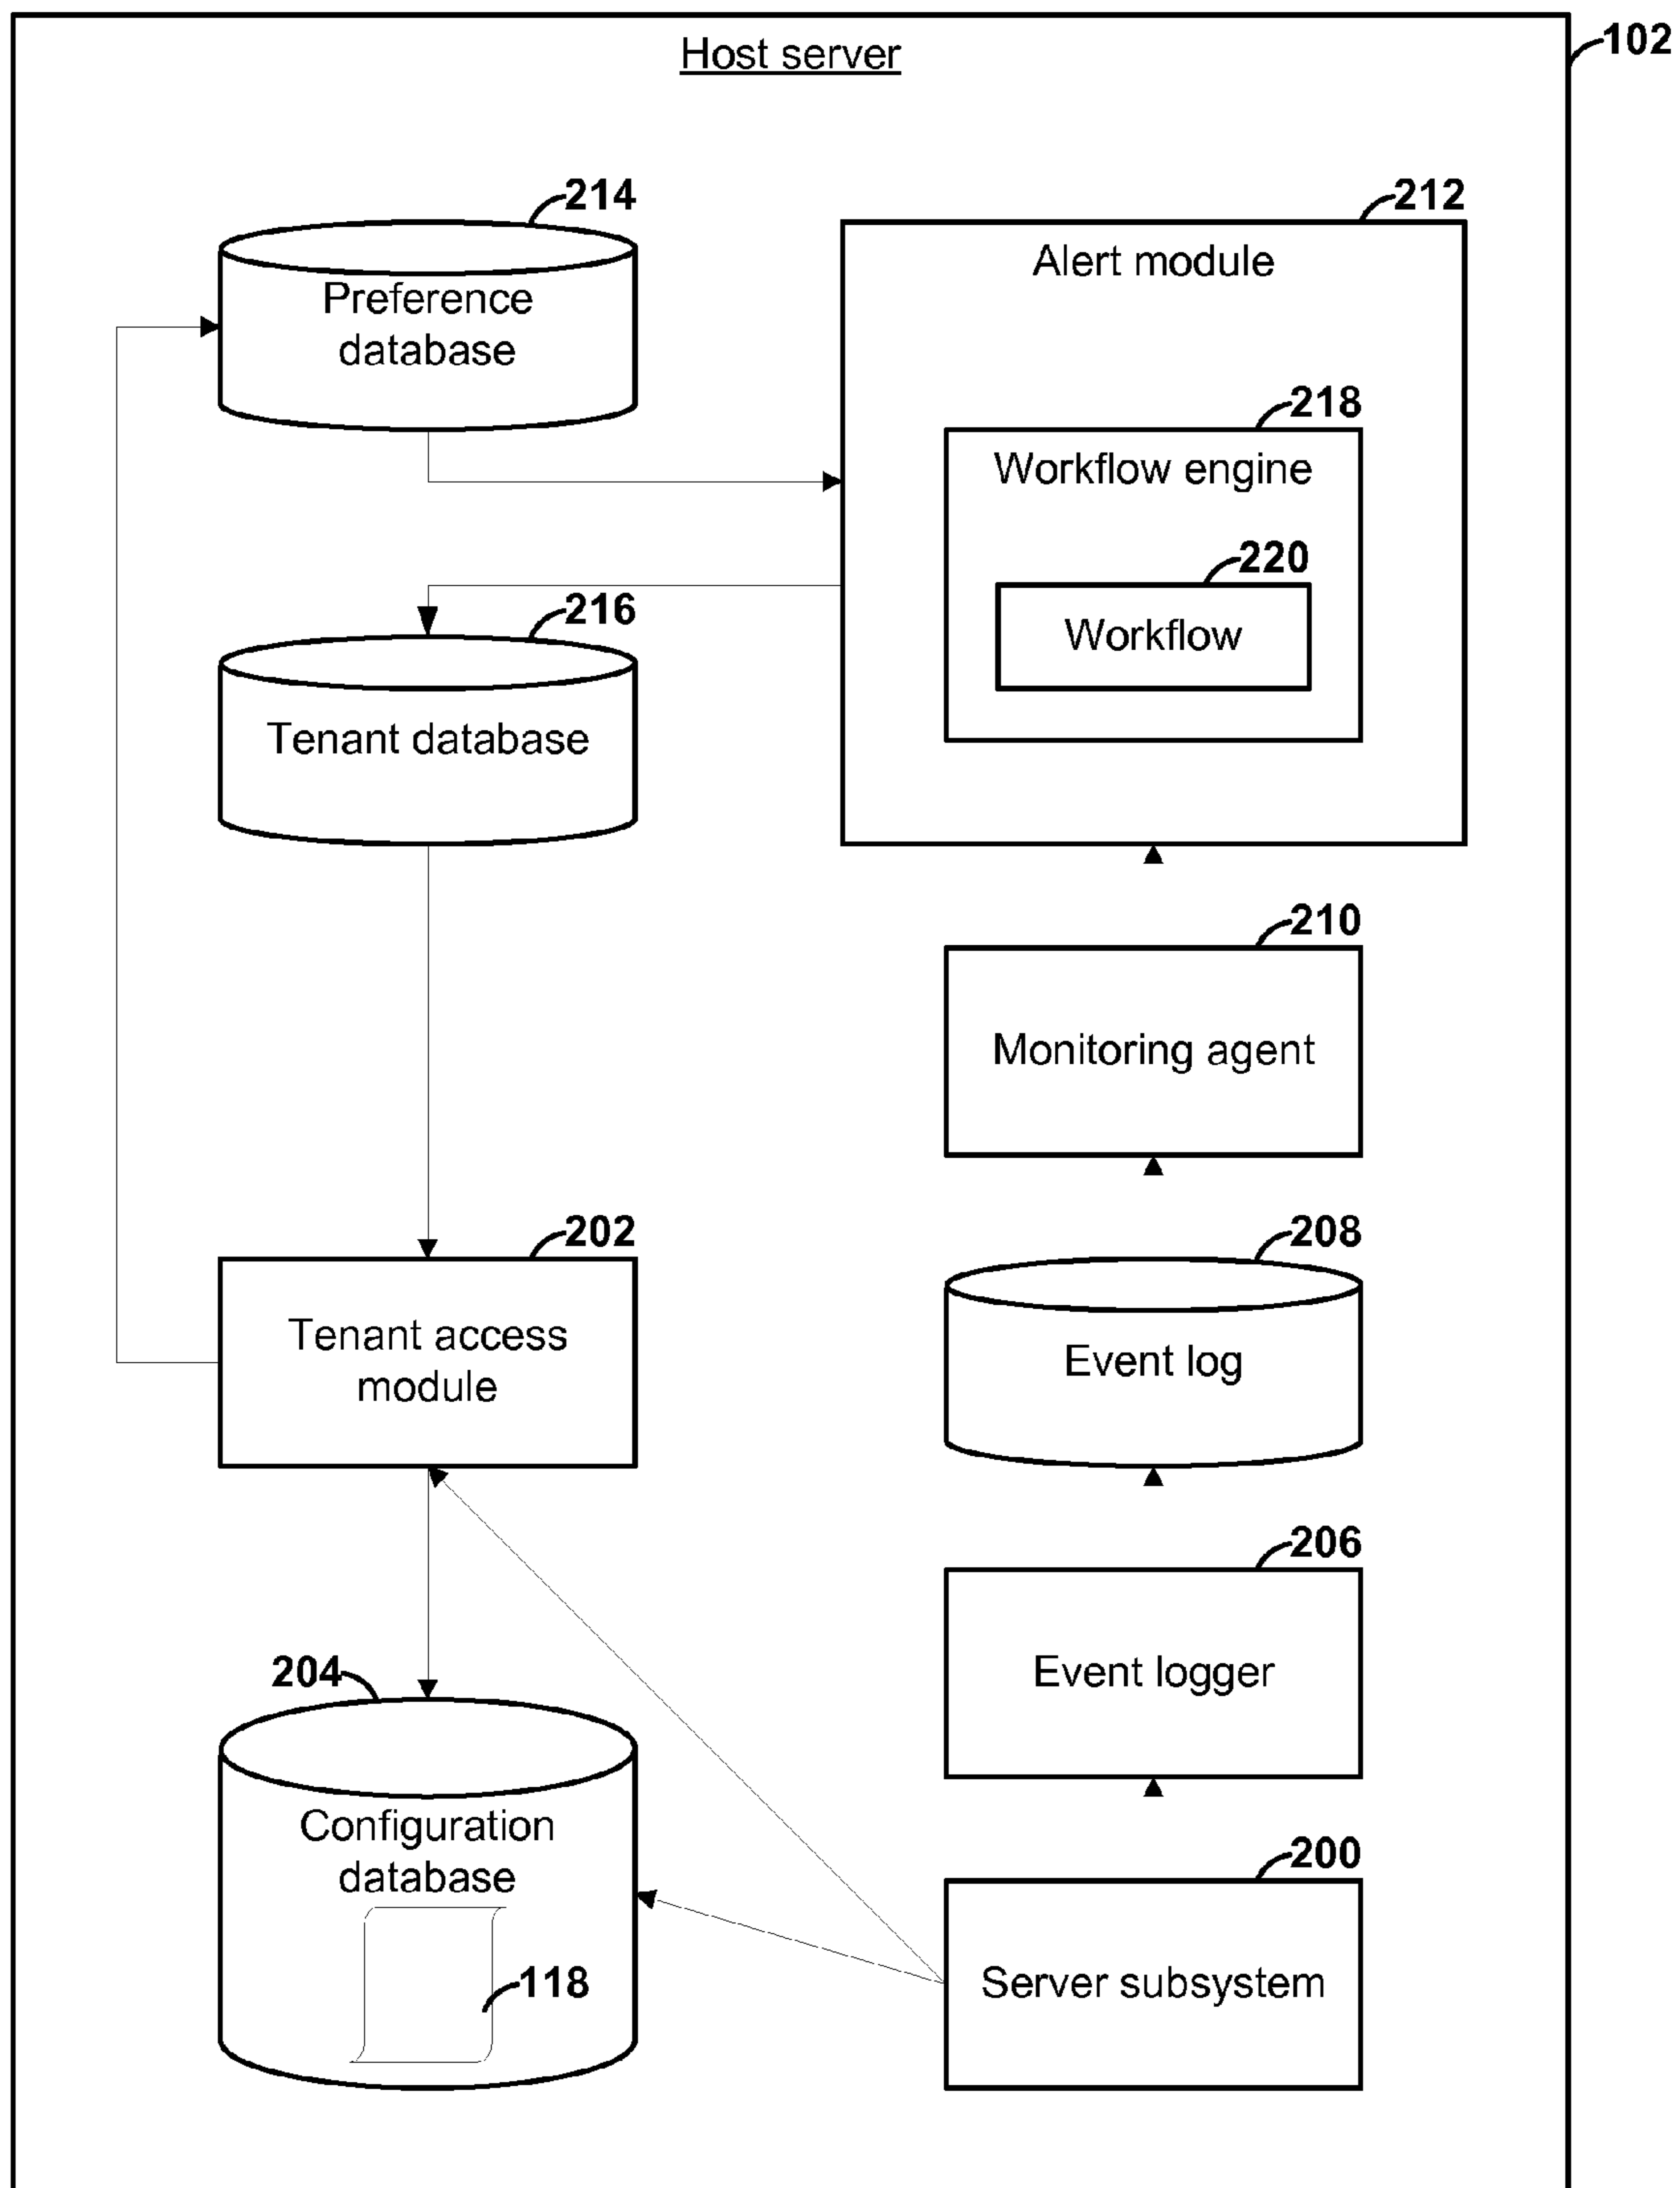 Host server
102
214
Preference
database
212
Alert module
218
Workflow engine
220
Workflow
216
Tenant database
210
Monitoring agent
202
Tenant access
module
208
Event log
206
Event logger
204
Configuration
database
118
200
Server subsystem